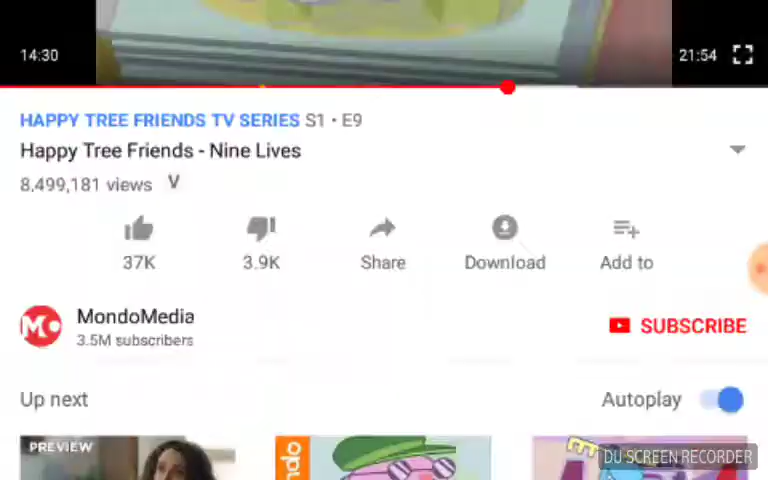 14:30
21:54
HAPPY TREE FRIENDS TV SERIES S1 • E9
Happy Tree Friends - Nine Lives
8,499,181 views V
37K
3.9K
Share
Download
Add to
MO
MondoMedia
3.5M subscribers
SUBSCRIBE
Up next
Autoplay
PREVIEW
ndo
DU SCREEN RECORDER